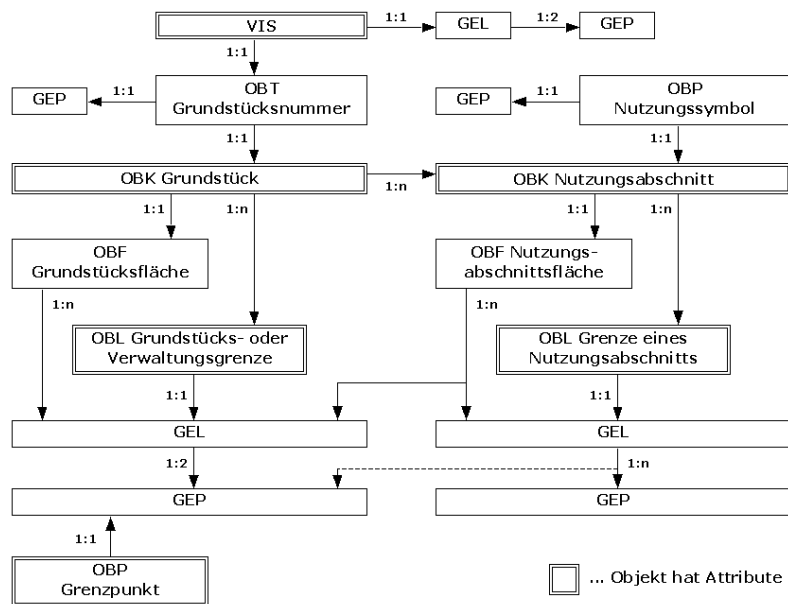 VIS
1:1
GEL
1:2
GEP
1:1
GEP
1:1
OBT
Grundstücksnummer
GEP
1:1
OBP
Nutzungssymbol
1:1
1:1
OBK Grundstück
1:n
OBK Nutzungsabschnitt
1:1
1:n
1:1
1:n
OBF
Grundstücksfläche
OBF Nutzungs-
abschnittsfläche
1:n
1:n
OBL Grundstücks- oder
Verwaltungsgrenze
OBL Grenze eines
Nutzungsabschnitts
1:1
1:1
GEL
GEL
1:2
1:n
GEP
GEP
1:1
OBP
Grenzpunkt
... Objekt hat Attribute